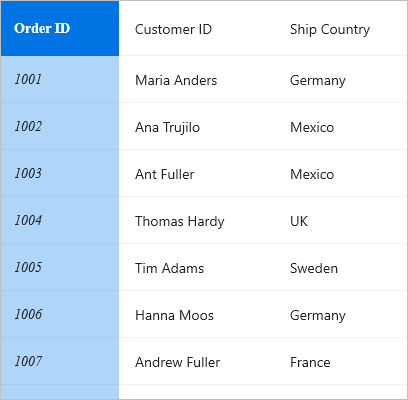 Order ID Customer ID Ship Country
1001 Maria Anders Germany
1002 Ana Trujilo Mexico
1003 Ant Fuller Mexico
1004 Thomas Hardy UK
1005 Tim Adams Sweden
1006 Hanna Moos Germany
1007 Andrew Fuller France